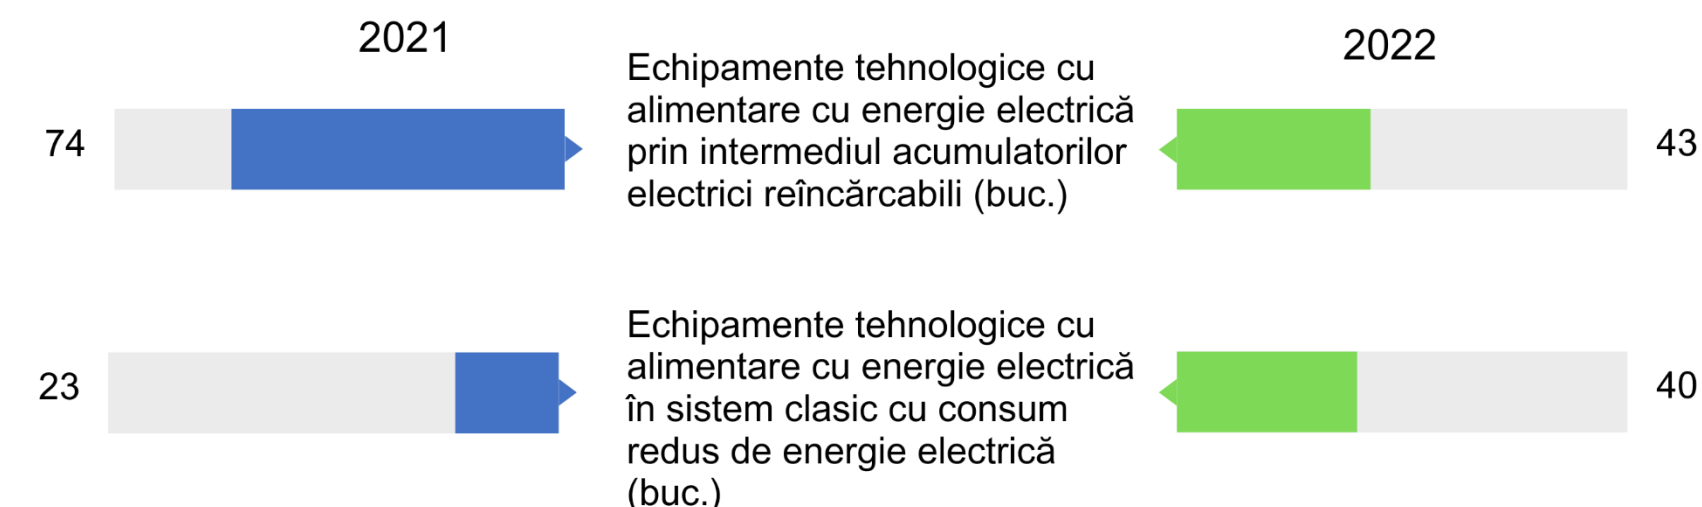 2021
2022
Echipamente tehnologice cu
alimentare cu energie electrică
prin intermediul acumulatorilor
electrici reîncărcabili (buc.)
74
43
Echipamente tehnologice cu
alimentare cu energie electrică
în sistem clasic cu consum
redus de energie electrică
(buc.)
23
40